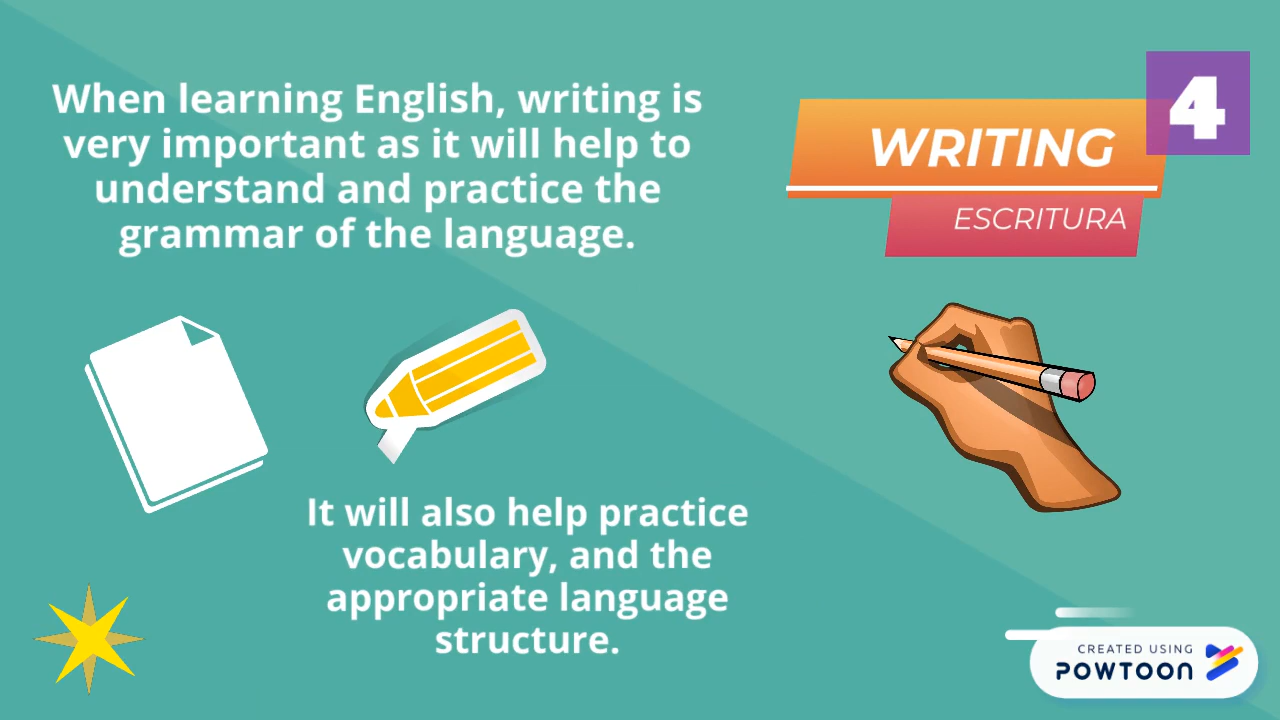 When learning English, writing is
very important as it will help to
understand and practice the
grammar of the language.
4
WRITING
ESCRITURA
It will also help practice
vocabulary, and the
appropriate language
structure.
CREATED USING
POWTOON